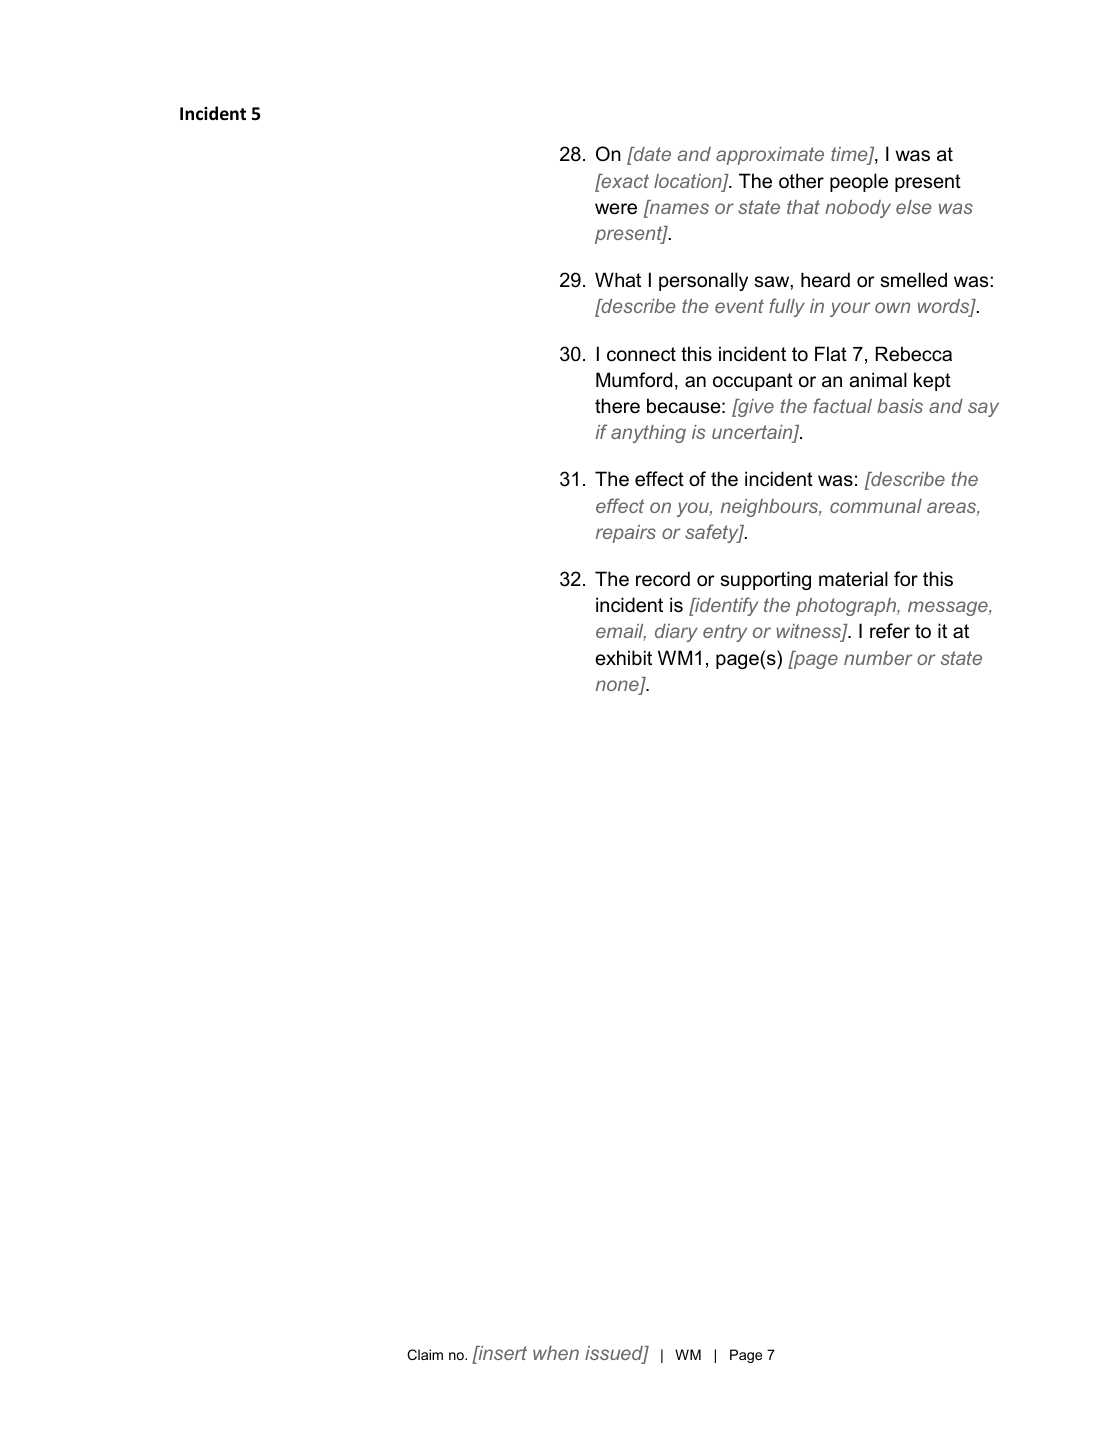 Incident 5
28. On [date and approximate time], I was at
[exact location]. The other people present
were [names or state that nobody else was
present].
29. What I personally saw, heard or smelled was:
[describe the event fully in your own words].
30. I connect this incident to Flat 7, Rebecca
Mumford, an occupant or an animal kept
there because: [give the factual basis and say
if anything is uncertain].
31. The effect of the incident was: [describe the
effect on you, neighbours, communal areas,
repairs or safety].
32. The record or supporting material for this
incident is [identify the photograph, message,
email, diary entry or witness]. I refer to it at
exhibit WM1, page(s) [page number or state
none].
Claim no. [insert when issued] | WM | Page 7